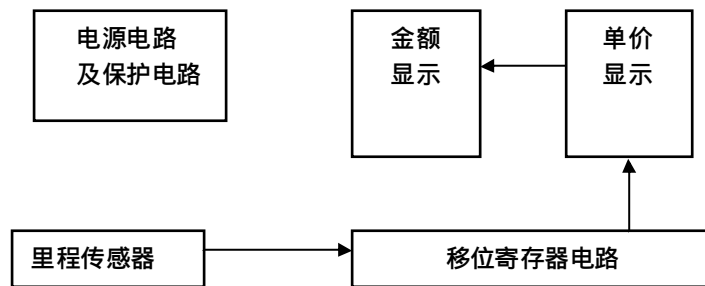 电源电路
及保护电路
金额
显示
单价
显示
里程传感器
移位寄存器电路